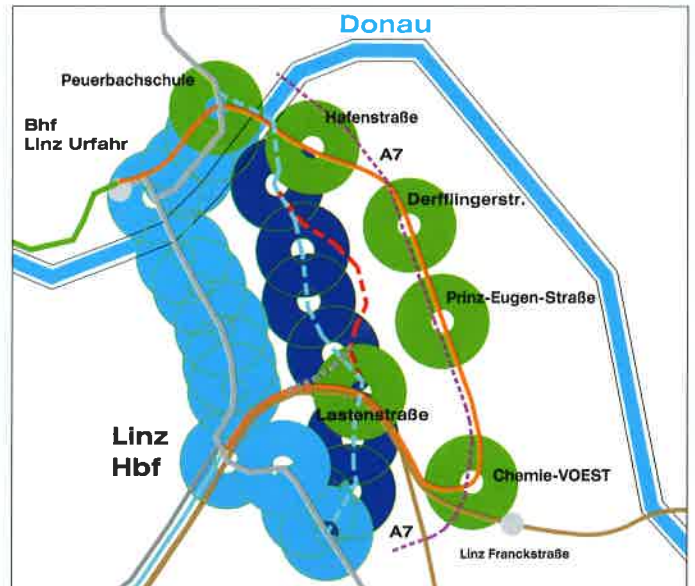 Donau
Peuerbachschule
Bhf
Linz Urfahr
Hafenstraße
A7
Derfflingerstr.
Prinz-Eugen-Straße
Lastenstraße
Linz
Hbf
Chemie-VOEST
A7
Linz Franckstraße